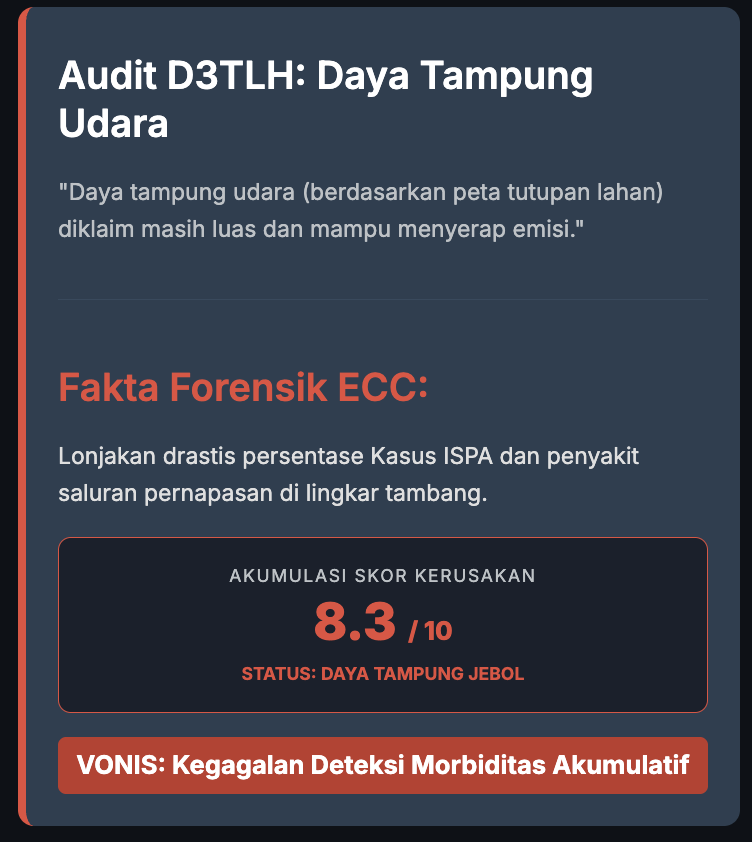 Audit D3TLH: Daya Tampung
Udara
"Daya tampung udara (berdasarkan peta tutupan lahan)
diklaim masih luas dan mampu menyerap emisi."
Fakta Forensik ECC:
Lonjakan drastis persentase Kasus ISPA dan penyakit
saluran pernapasan di lingkar tambang.
AKUMULASI SKOR KERUSAKAN
8.3 / 10
STATUS: DAYA TAMPUNG JEBOL
VONIS: Kegagalan Deteksi Morbiditas Akumulatif